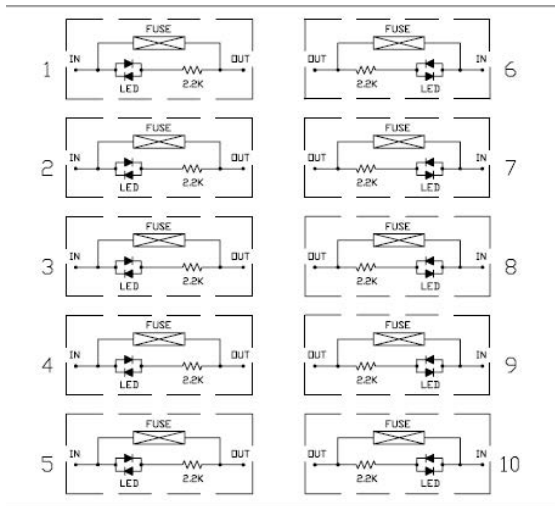 FUSE
1 IN OUT
LED 2.2K
FUSE
OUT IN 6
2.2K LED
FUSE
2 IN OUT
LED 2.2K
FUSE
OUT IN 7
2.2K LED
FUSE
3 IN OUT
LED 2.2K
FUSE
OUT IN 8
2.2K LED
FUSE
4 IN OUT
LED 2.2K
FUSE
OUT IN 9
2.2K LED
FUSE
5 IN OUT
LED 2.2K
FUSE
OUT IN 10
2.2K LED